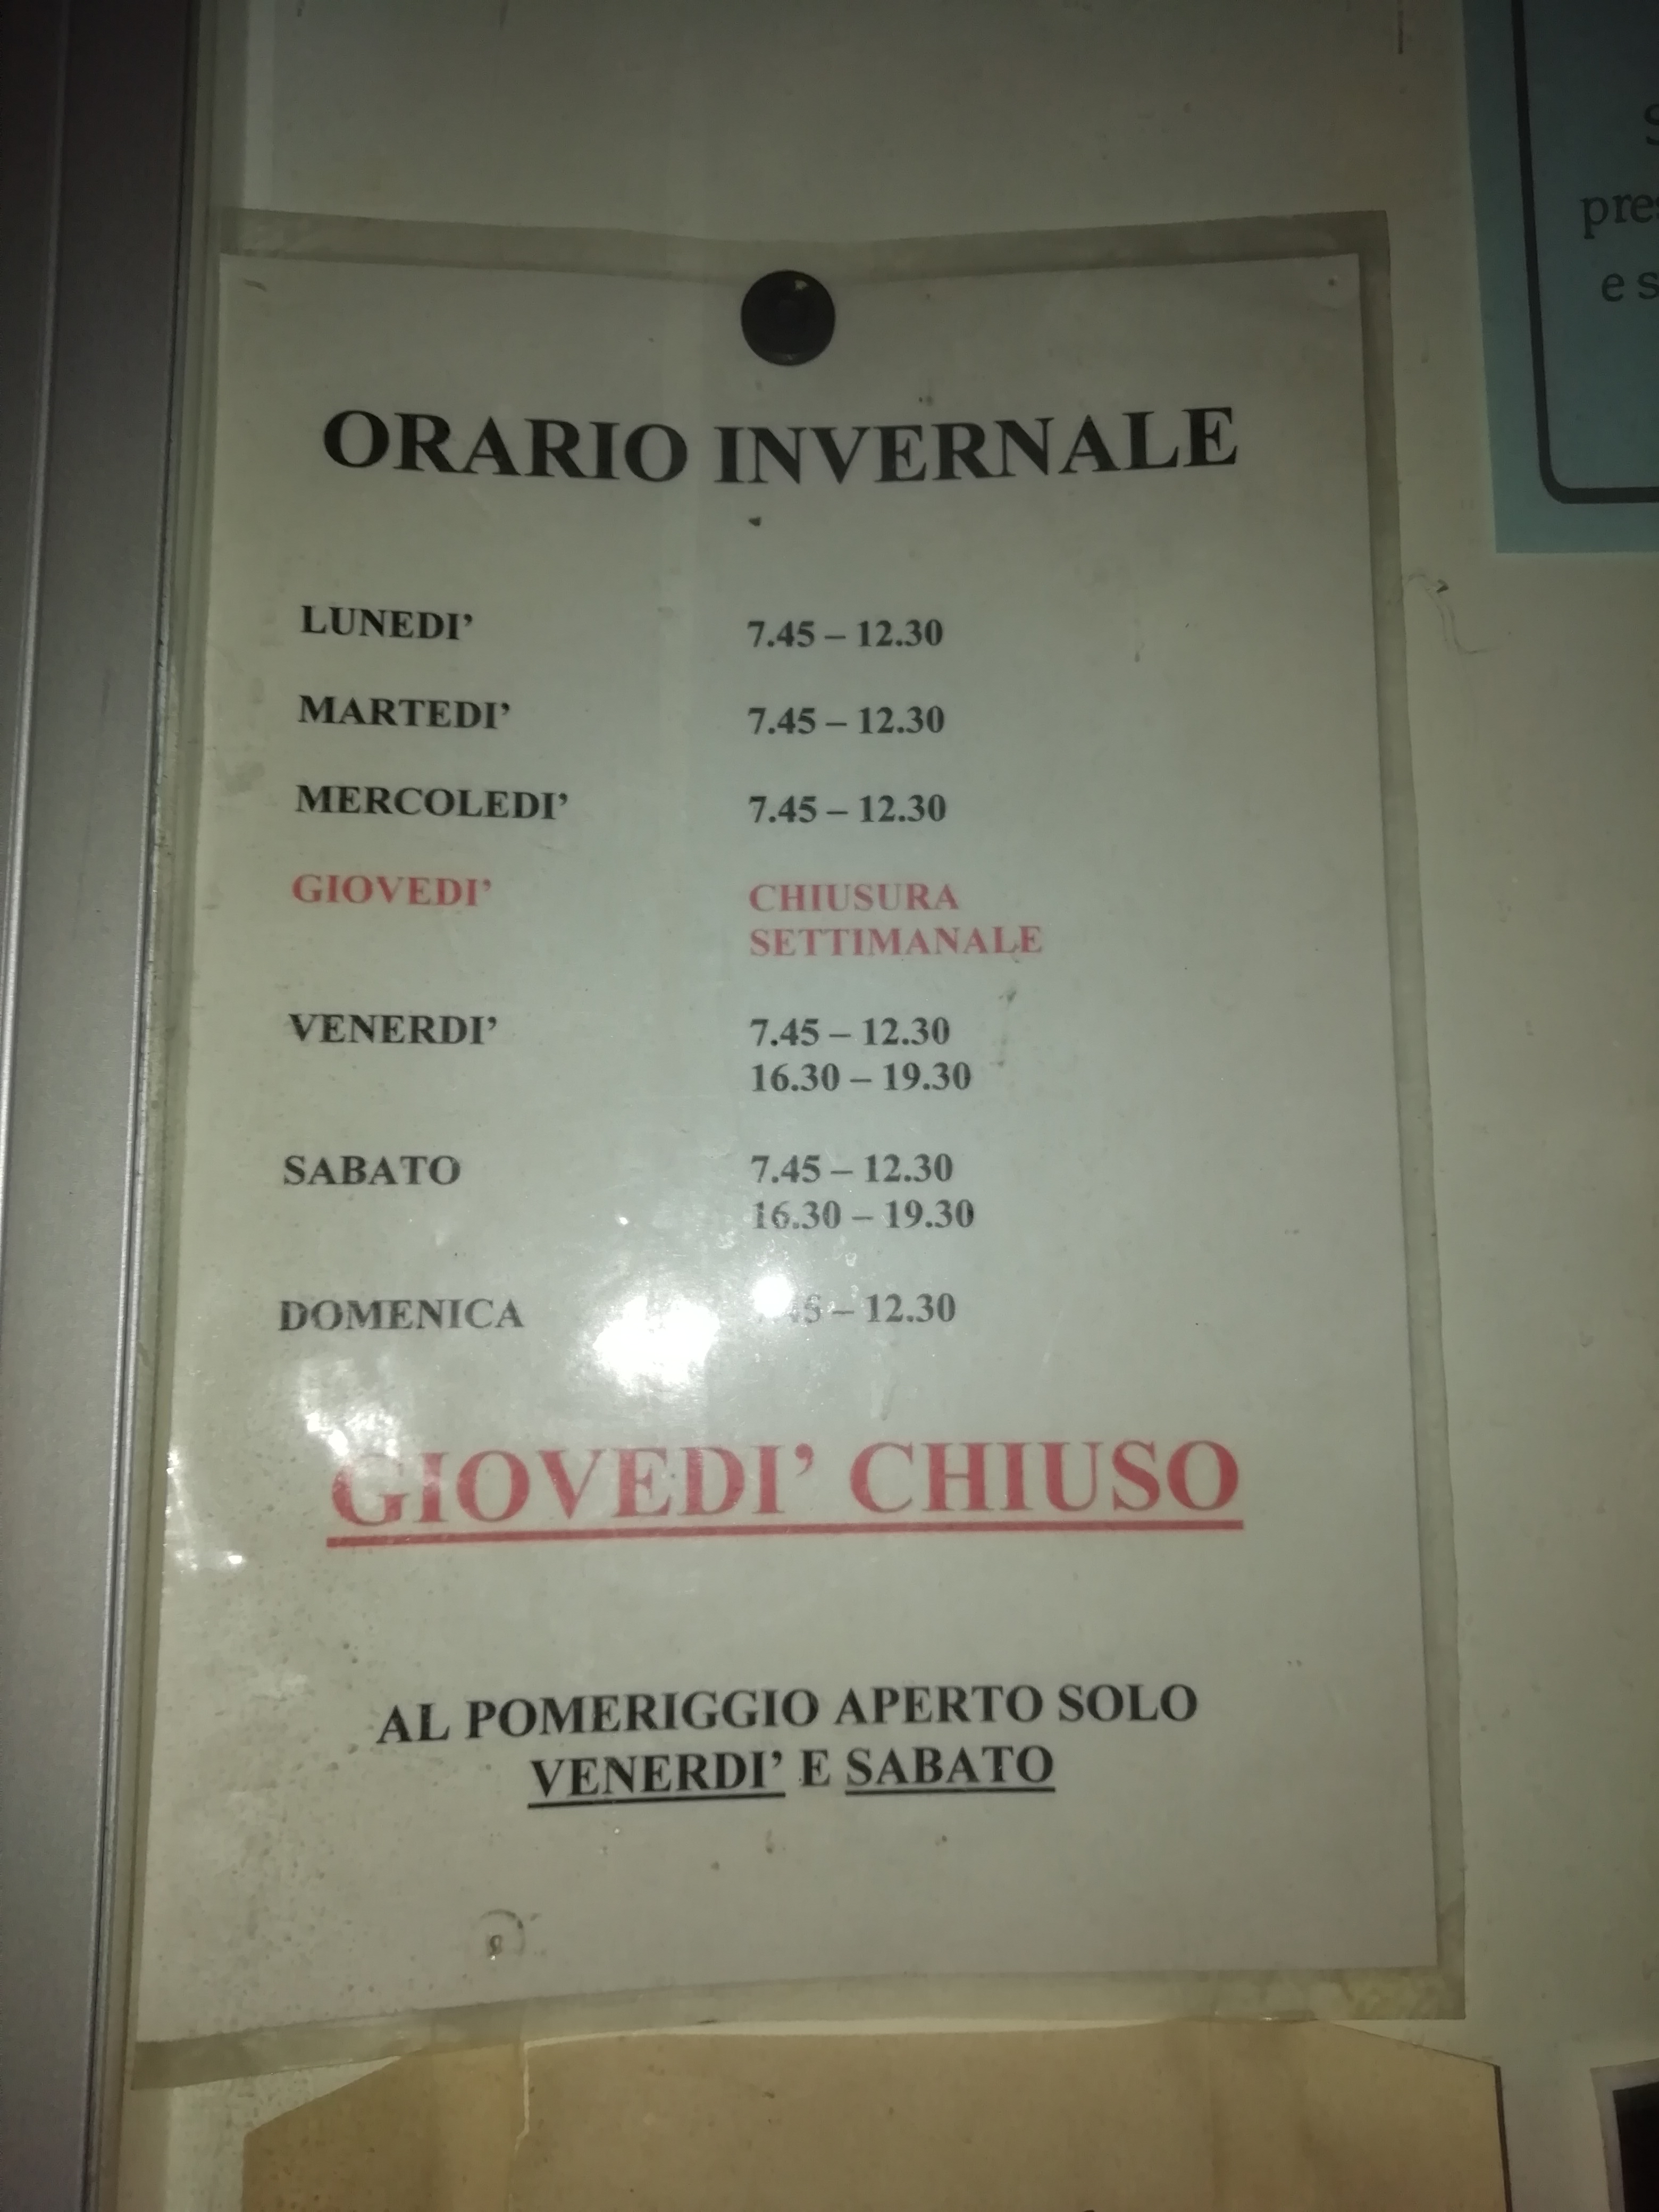 ORARIO INVERNALE
LUNEDI’ 7.45 – 12.30
MARTEDI’ 7.45 – 12.30
MERCOLEDI’ 7.45 – 12.30
GIOVEDI’ CHIUSURA
SETTIMANALE
VENERDI’ 7.45 – 12.30
16.30 – 19.30
SABATO 7.45 – 12.30
16.30 – 19.30
DOMENICA – 12.30
GIOVEDI’ CHIUSO
AL POMERIGGIO APERTO SOLO
VENERDI’ E SABATO
e